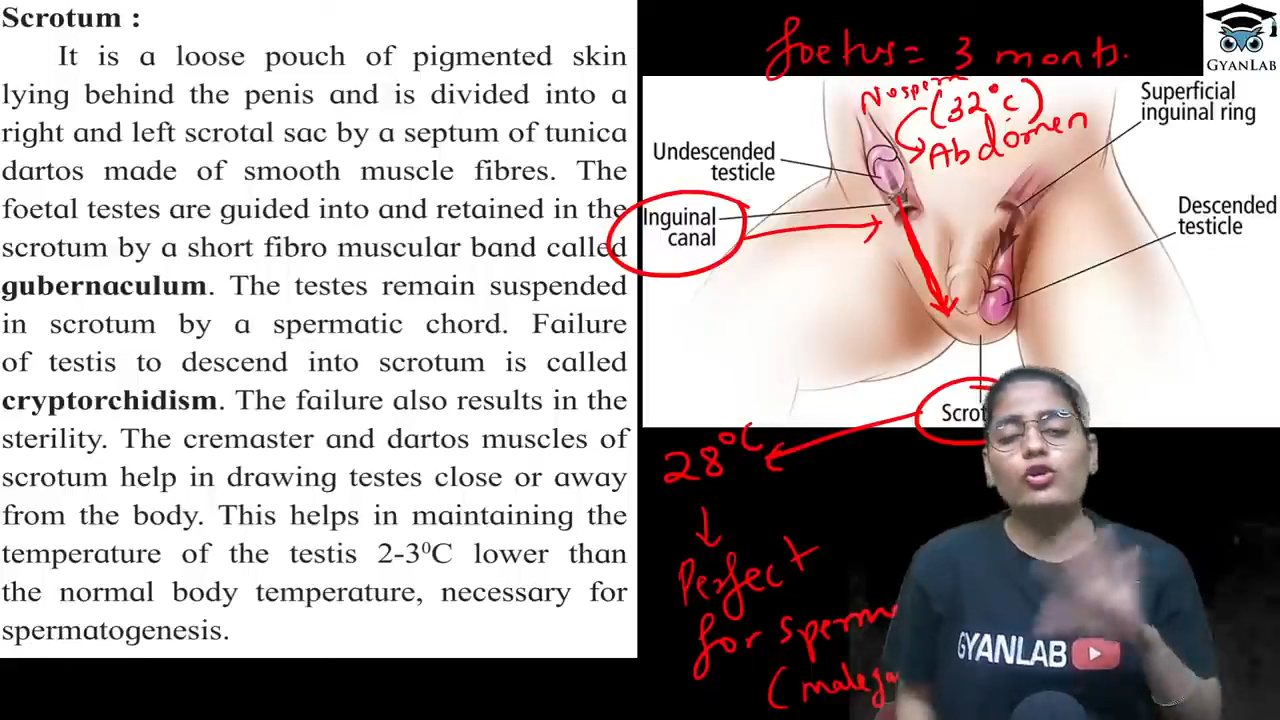 Scrotum :
It is a loose pouch of pigmented skin
lying behind the penis and is divided into a
right and left scrotal sac by a septum of tunica
dartos made of smooth muscle fibres. The
foetal testes are guided into and retained in the
scrotum by a short fibro muscular band called
gubernaculum. The testes remain suspended
in scrotum by a spermatic chord. Failure
of testis to descend into scrotum is called
cryptorchidism. The failure also results in the
sterility. The cremaster and dartos muscles of
scrotum help in drawing testes close or away
from the body. This helps in maintaining the
temperature of the testis 2-3⁰C lower than
the normal body temperature, necessary for
spermatogenesis.
foetus = 3 months.
GYANLAB
No sperm
(32°C)
Abdomen
Superficial
inguinal ring
Undescended
testicle
Inguinal
canal
Descended
testicle
Scrot
28°C
Perfect
for sperm
(male
GYANLAB